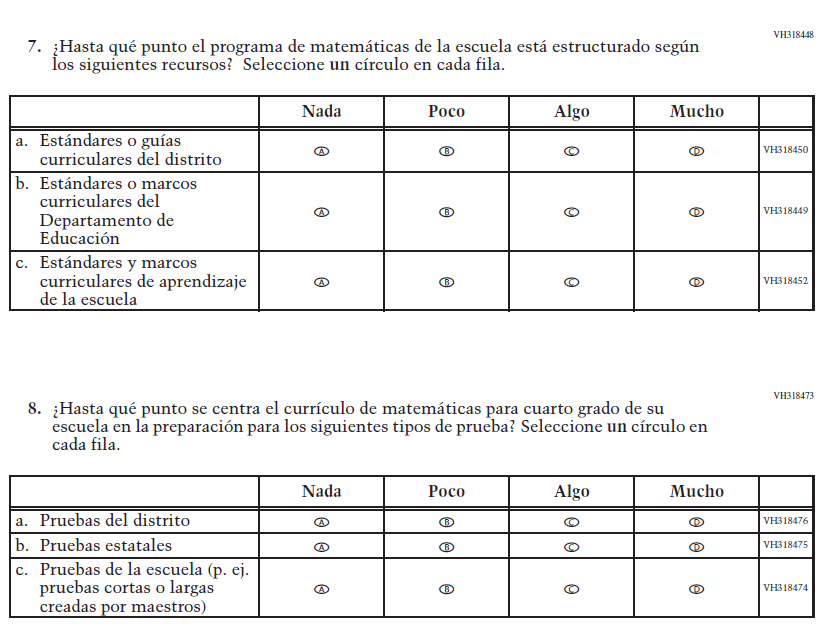 VH318448
7. ¿Hasta qué punto el programa de matemáticas de la escuela está estructurado según
los siguientes recursos? Seleccione un círculo en cada fila.
Nada Poco Algo Mucho
a. Estándares o guías
curriculares del distrito
A B C D VH318450
b. Estándares o marcos
curriculares del
Departamento de
Educación
A B C D VH318449
c. Estándares y marcos
curriculares de aprendizaje
de la escuela
A B C D VH318452
VH318473
8. ¿Hasta qué punto se centra el currículo de matemáticas para cuarto grado de su
escuela en la preparación para los siguientes tipos de prueba? Seleccione un círculo en
cada fila.
Nada Poco Algo Mucho
a. Pruebas del distrito A B C D VH318476
b. Pruebas estatales A B C D VH318475
c. Pruebas de la escuela (p. ej.
pruebas cortas o largas
creadas por maestros)
A B C D VH318474